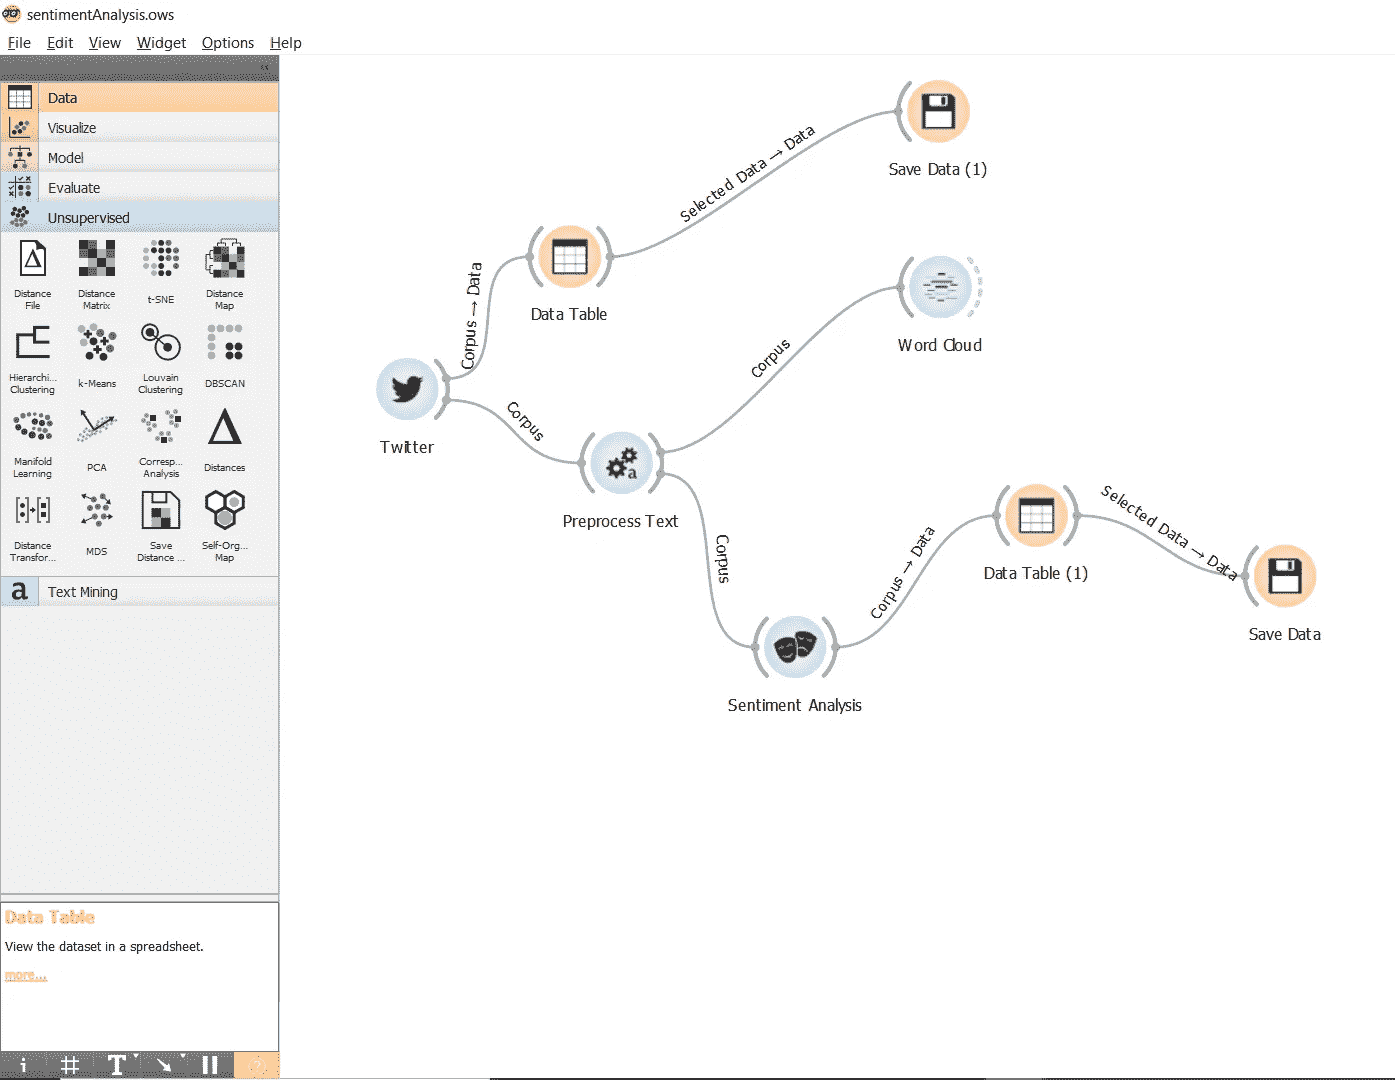 sentimentAnalysis.ows
File Edit View Widget Options Help
«
Data
Visualize
Model
Evaluate
Unsupervised
Distance File
Distance Matrix
t-SNE
Distance Map
Hierarchi... Clustering
k-Means
Louvain Clustering
DBSCAN
Manifold Learning
PCA
Corresp... Analysis
Distances
Distance Transfor...
MDS
Save Distance ...
Self-Org... Map
a Text Mining
Data Table
View the dataset in a spreadsheet.
more...
i # T
Save Data (1)
Selected Data → Data
Data Table
Corpus → Data
Word Cloud
Corpus
Twitter
Corpus
a
Preprocess Text
Corpus
Selected Data → Data
Data Table (1)
Corpus → Data
Save Data
Sentiment Analysis